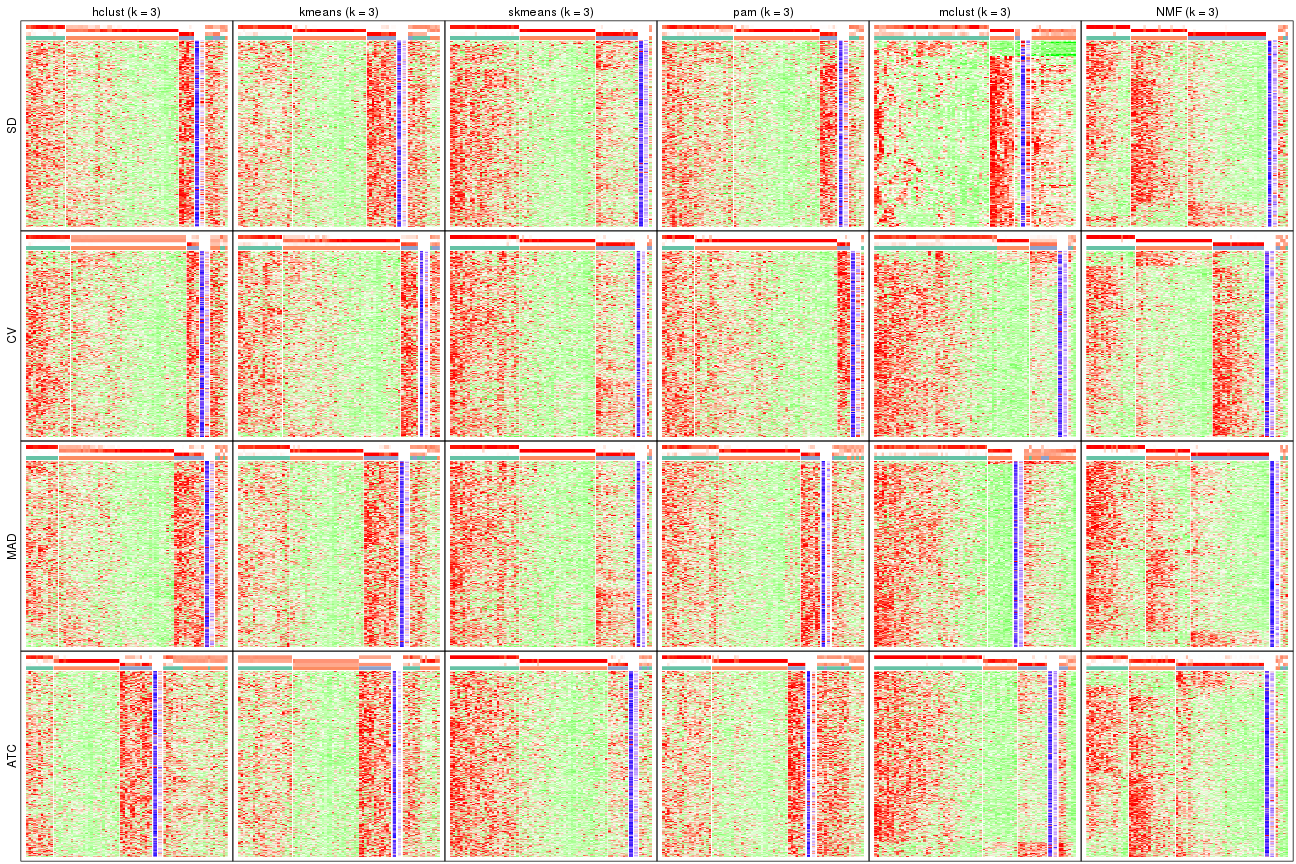 hclust (k = 3) kmeans (k = 3) skmeans (k = 3) pam (k = 3) mclust (k = 3) NMF (k = 3)
SD
CV
MAD
ATC